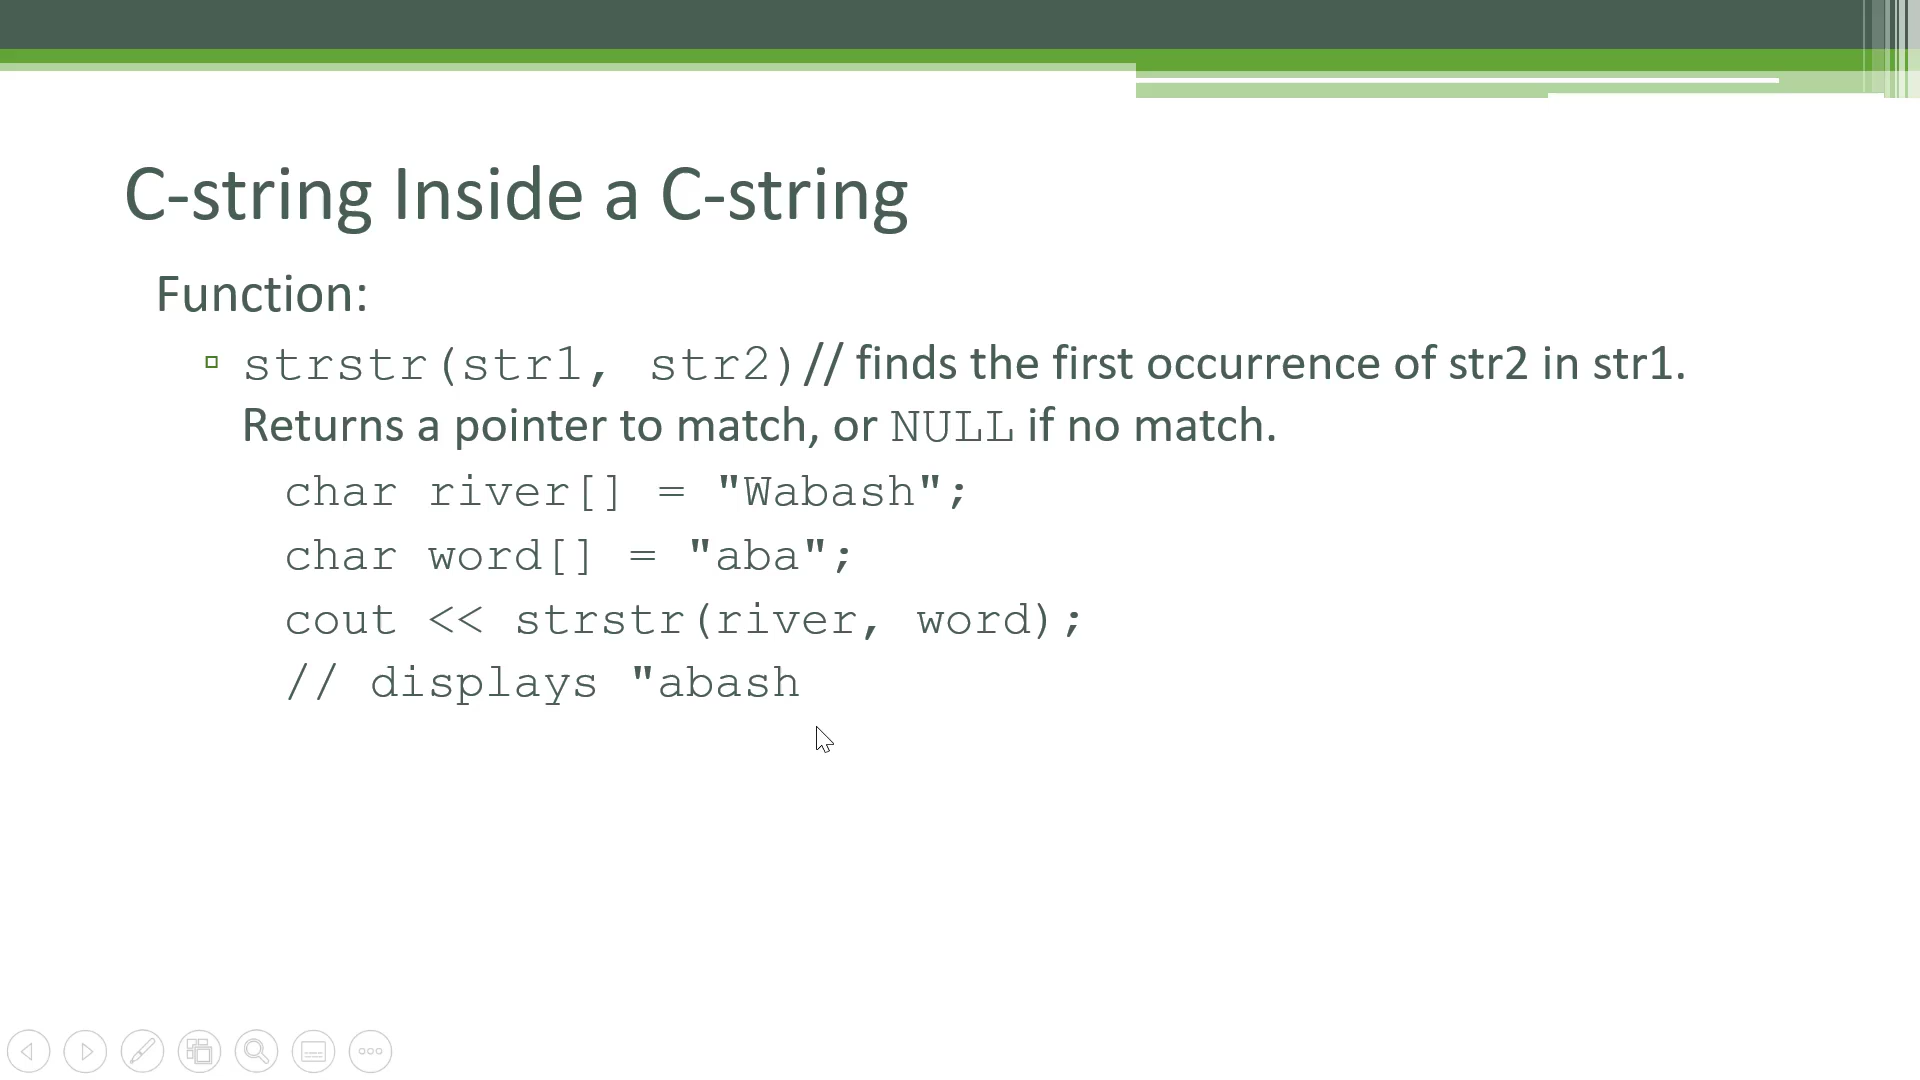 C-string Inside a C-string
Function:
strstr(str1, str2)// finds the first occurrence of str2 in str1.
Returns a pointer to match, or NULL if no match.
char river[] = "Wabash";
char word[] = "aba";
cout << strstr(river, word);
// displays "abash